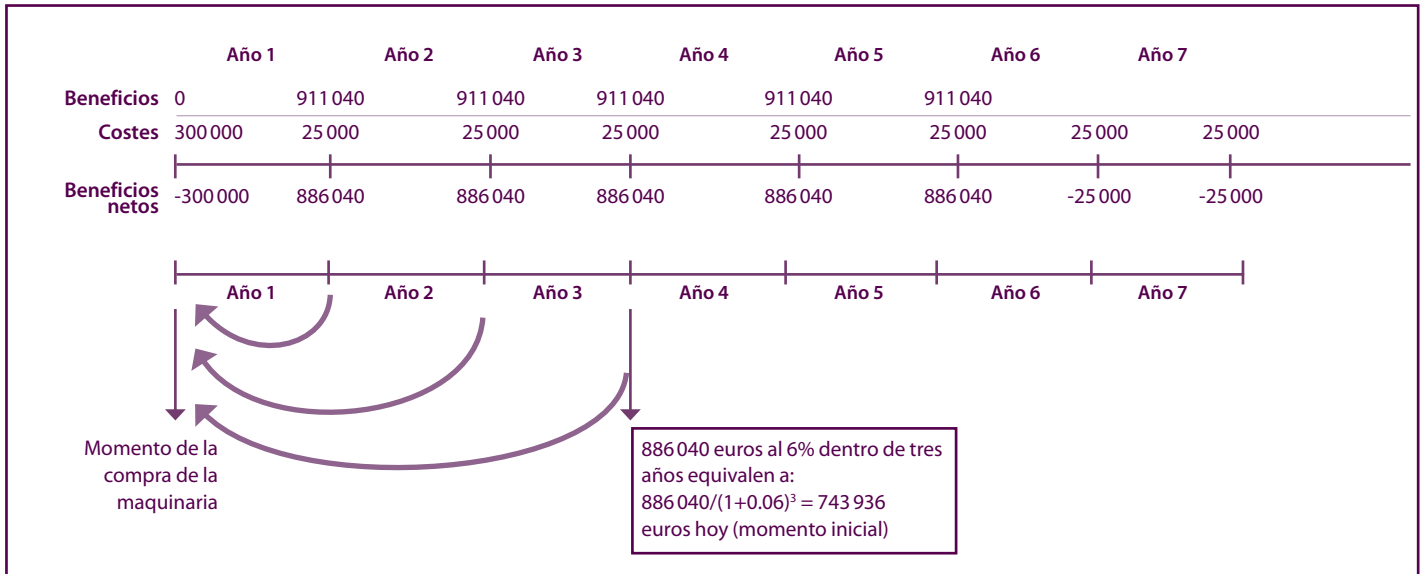 Año 1 Año 2 Año 3 Año 4 Año 5 Año 6 Año 7
Beneficios 0 911 040 911 040 911 040 911 040 911 040
Costes 300 000 25 000 25 000 25 000 25 000 25 000 25 000 25 000
Beneficios
netos -300 000 886 040 886 040 886 040 886 040 886 040 -25 000 -25 000
Año 1 Año 2 Año 3 Año 4 Año 5 Año 6 Año 7
Momento de la
compra de la
maquinaria
886 040 euros al 6% dentro de tres
años equivalen a:
886 040/(1+0.06)³ = 743 936
euros hoy (momento inicial)